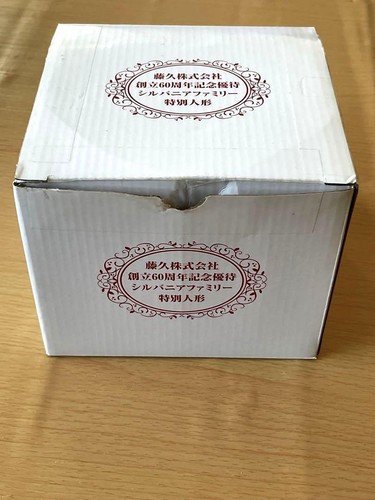 藤久株式会社
創立60周年記念優待
シルバニアファミリー
特別人形
藤久株式会社
創立60周年記念優待
シルバニアファミリー
特別人形